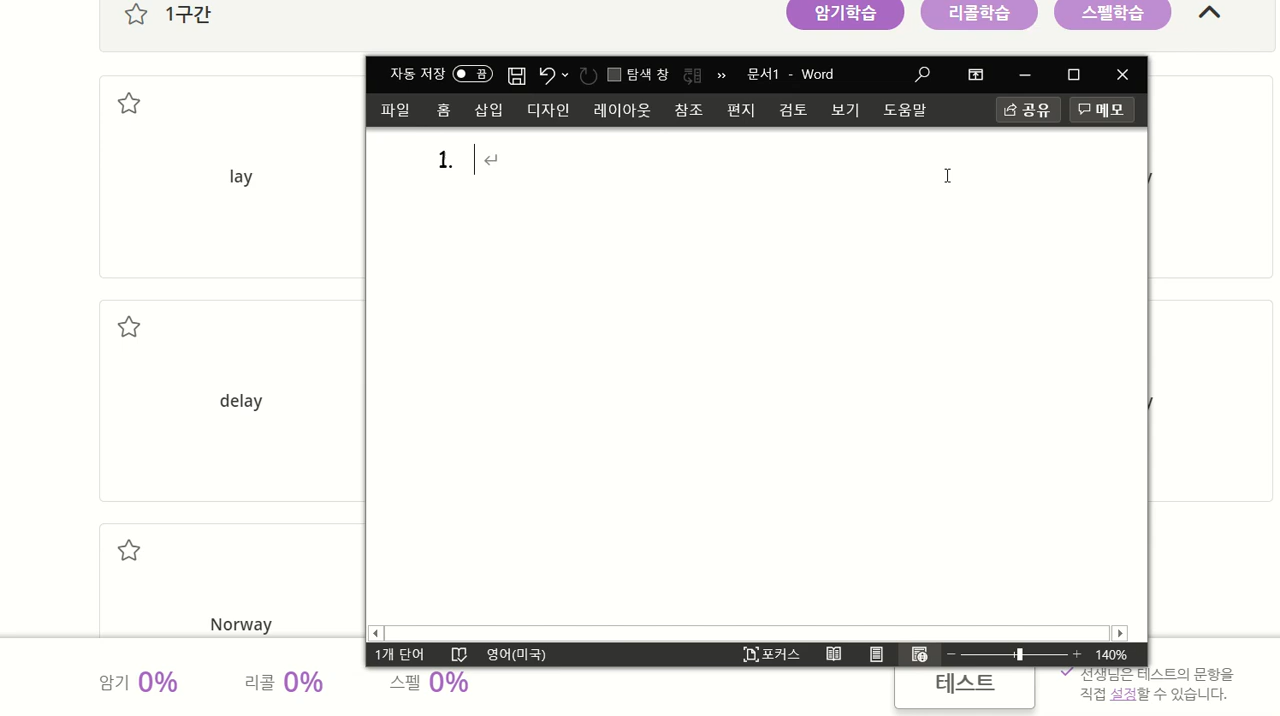 1구간
암기학습 리콜학습 스펠학습
자동 저장 끔 탐색 창 » 문서1 - Word
파일 홈 삽입 디자인 레이아웃 참조 편지 검토 보기 도움말 공유 메모
1.
lay
delay
Norway
1개 단어 영어(미국) 포커스 140%
암기 0% 리콜 0% 스펠 0%
테스트
선생님은 테스트의 문항을
직접 설정할 수 있습니다.